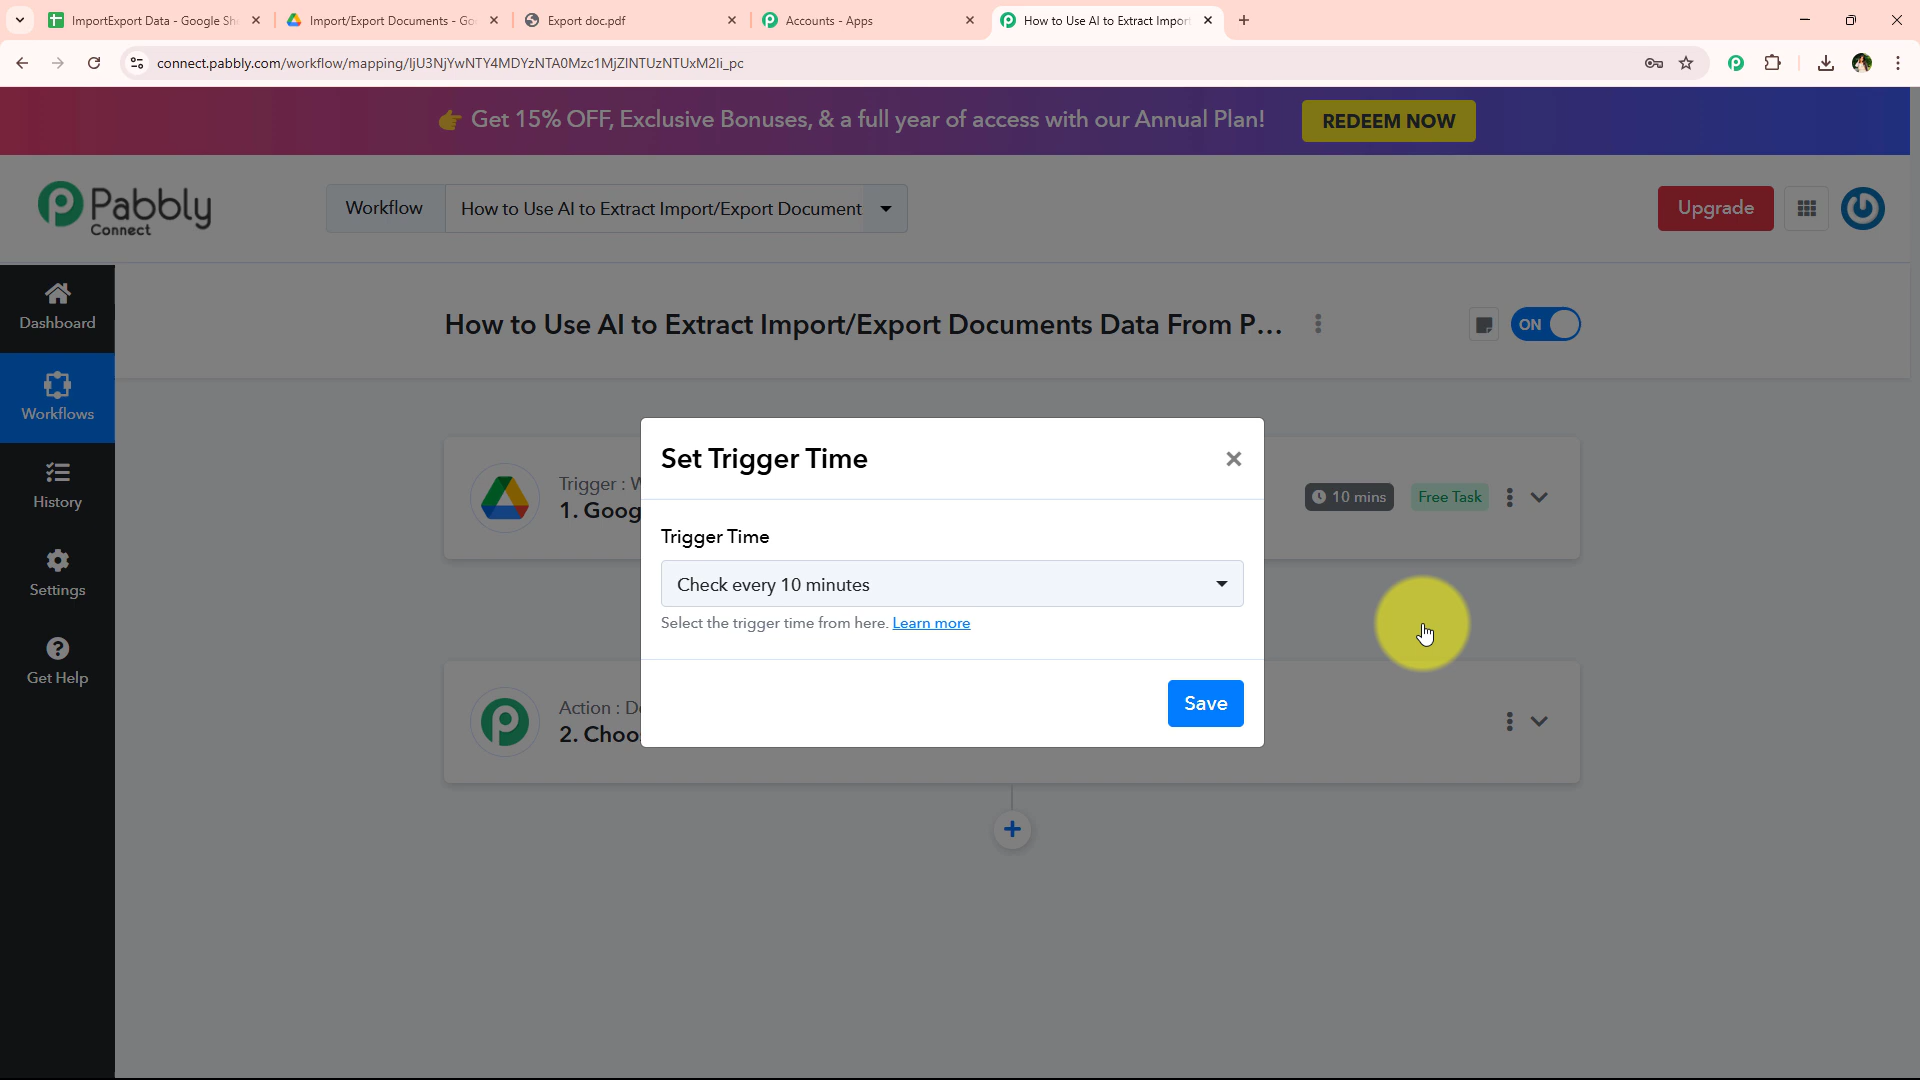 ImportExport Data - Google Sh
Import/Export Documents - Go
Export doc.pdf
Accounts - Apps
How to Use AI to Extract Impor
connect.pabbly.com/workflow/mapping/IjU3NjYwNTY4MDYzNTA0Mzc1MjZlNTUzNTUxM2Ii_pc
👉 Get 15% OFF, Exclusive Bonuses, & a full year of access with our Annual Plan!
REDEEM NOW
Pabbly
Connect
Workflow
How to Use AI to Extract Import/Export Document
Upgrade
Dashboard
Workflows
History
Settings
Get Help
How to Use AI to Extract Import/Export Documents Data From P...
ON
Trigger : W
1. Goog
10 mins
Free Task
Set Trigger Time
Trigger Time
Check every 10 minutes
Select the trigger time from here. Learn more
Save
Action : D
2. Choo